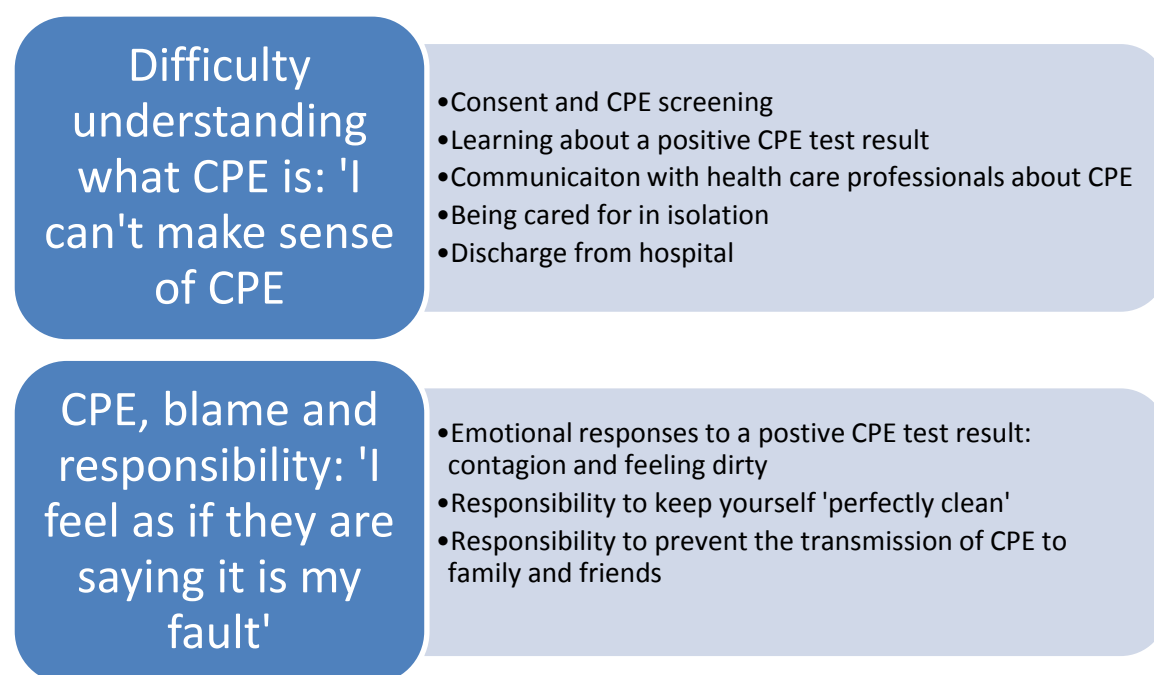 Difficulty
understanding
what CPE is: 'I
can't make sense
of CPE
•Consent and CPE screening
•Learning about a positive CPE test result
•Communicaiton with health care professionals about CPE
•Being cared for in isolation
•Discharge from hospital
CPE, blame and
responsibility: 'I
feel as if they are
saying it is my
fault'
•Emotional responses to a postive CPE test result:
contagion and feeling dirty
•Responsibility to keep yourself 'perfectly clean'
•Responsibility to prevent the transmission of CPE to
family and friends